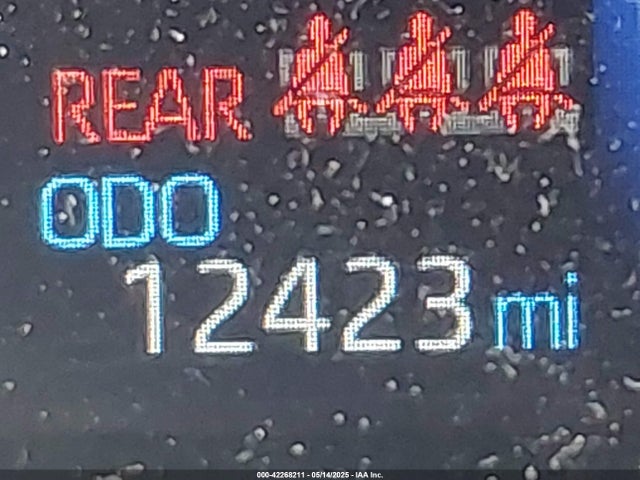 REAR
ODO
12423 mi
000-42268211 - 05/14/2025 - IAA Inc.